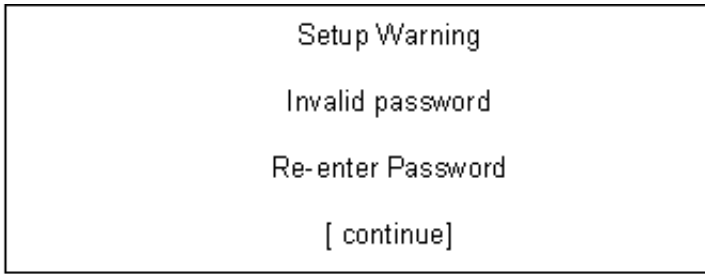 Setup Warning
Invalid password
Re-enter Password
[ continue]